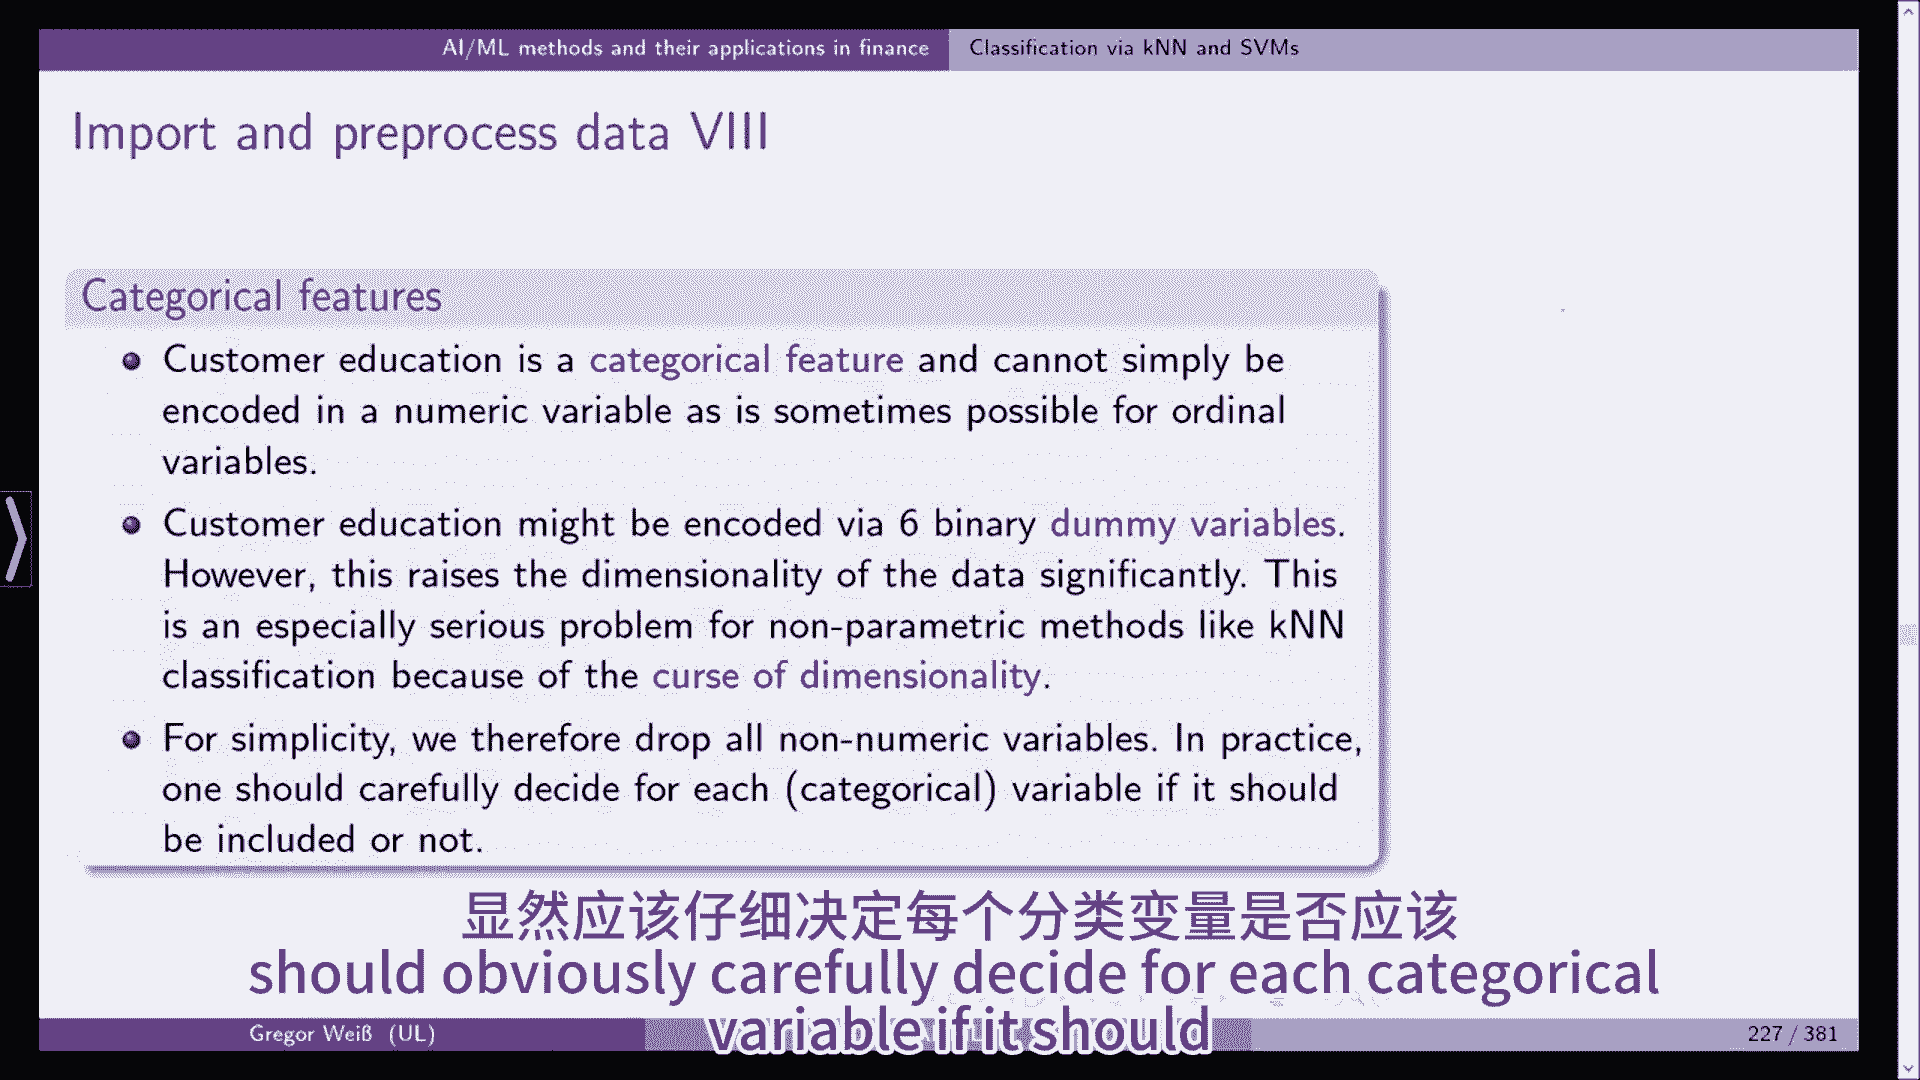 AI/ML methods and their applications in finance
Classification via kNN and SVMs
Import and preprocess data VIII
Categorical features
Customer education is a categorical feature and cannot simply be
encoded in a numeric variable as is sometimes possible for ordinal
variables.
Customer education might be encoded via 6 binary dummy variables.
However, this raises the dimensionality of the data significantly. This
is an especially serious problem for non-parametric methods like kNN
classification because of the curse of dimensionality.
For simplicity, we therefore drop all non-numeric variables. In practice,
one should carefully decide for each (categorical) variable if it should
be included or not.
显然应该仔细决定每个分类变量是否应该
should obviously carefully decide for each categorical
variable if it should
Gregor Weiß (UL)
227 / 381